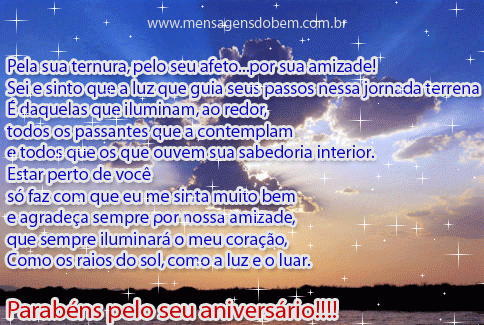 www.mensagensdobem.com.br
Pela sua ternura, pelo seu afeto...por sua amizade!
Sei e sinto que a luz que guia seus passos nessa jornada terrena
É daquelas que iluminam, ao redor,
todos os passantes que a contemplam
e todos que os que ouvem sua sabedoria interior.
Estar perto de você
só faz com que eu me sinta muito bem
e agradeça sempre por nossa amizade,
que sempre iluminará o meu coração,
Como os raios do sol, como a luz e o luar.
Parabéns pelo seu aniversário!!!!